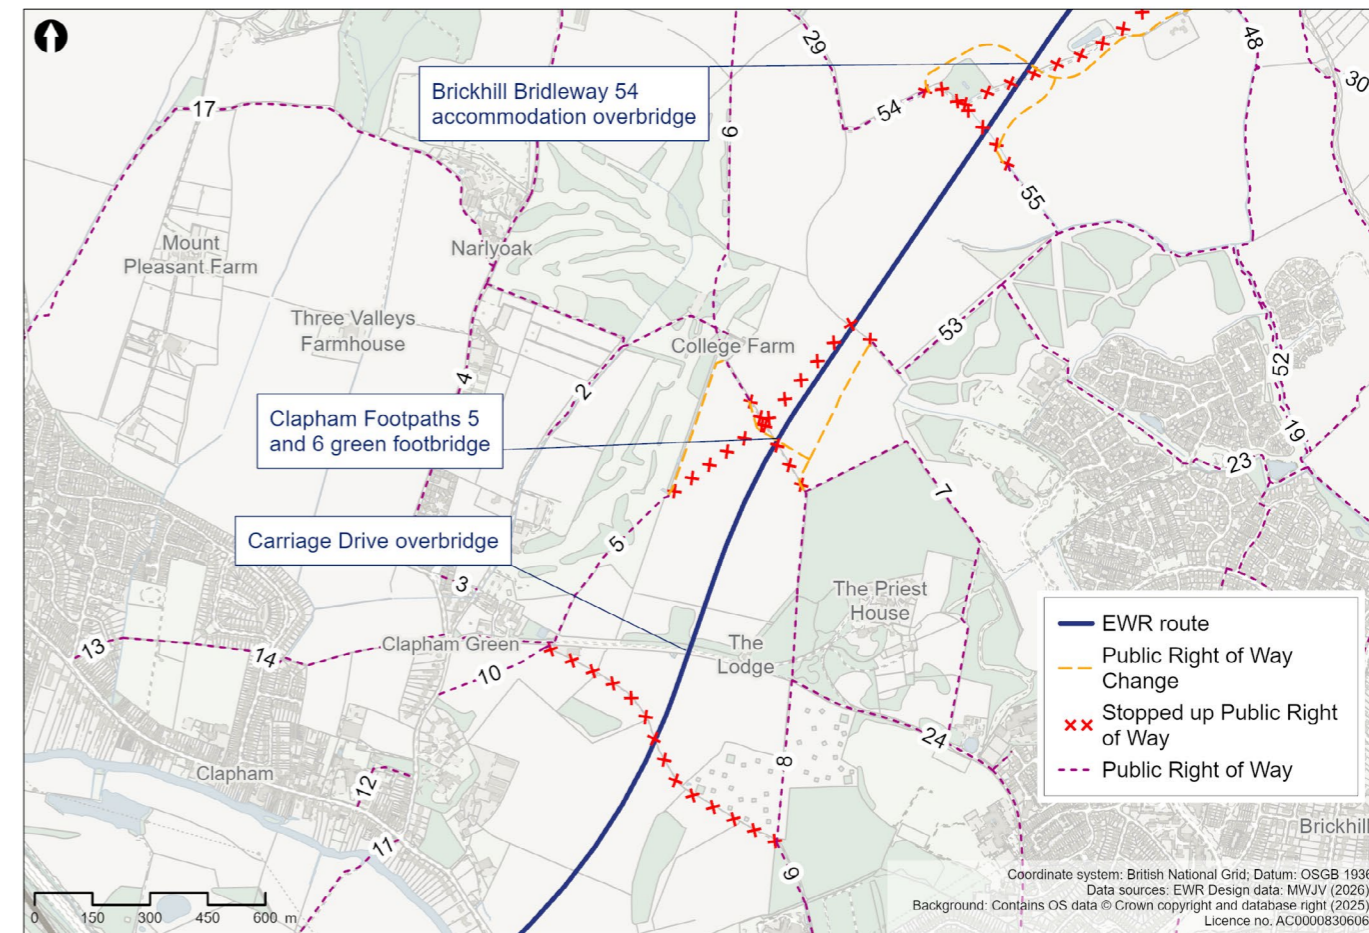 29
48
30
17
Brickhill Bridleway 54
accommodation overbridge
54
6
55
Mount
Pleasant Farm
Narlyoak
Three Valleys
Farmhouse
College Farm
53
52
4
2
Clapham Footpaths 5
and 6 green footbridge
19
23
7
Carriage Drive overbridge
5
3
The Priest
House
13
14
Clapham Green
10
The
Lodge
EWR route
Public Right of Way
Change
Stopped up Public Right
of Way
Public Right of Way
24
8
Clapham
12
11
9
Brickhill
0 150 300 450 600 m
Coordinate system: British National Grid; Datum: OSGB 1936
Data sources: EWR Design data: MWJV (2026)
Background: Contains OS data © Crown copyright and database right (2025)
Licence no. AC0000830606